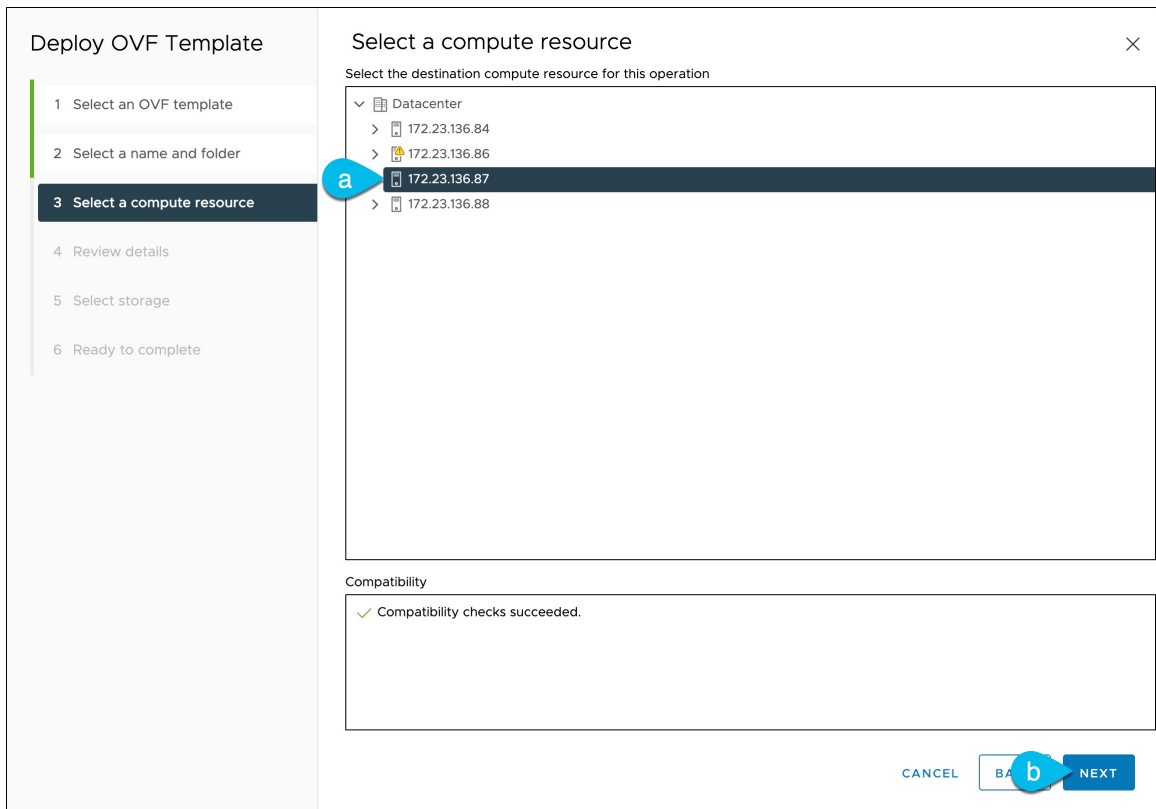 Deploy OVF Template
1 Select an OVF template
2 Select a name and folder
3 Select a compute resource
4 Review details
5 Select storage
6 Ready to complete
Select a compute resource
Select the destination compute resource for this operation
Datacenter
172.23.136.84
172.23.136.86
a 172.23.136.87
172.23.136.88
Compatibility
Compatibility checks succeeded.
CANCEL b NEXT